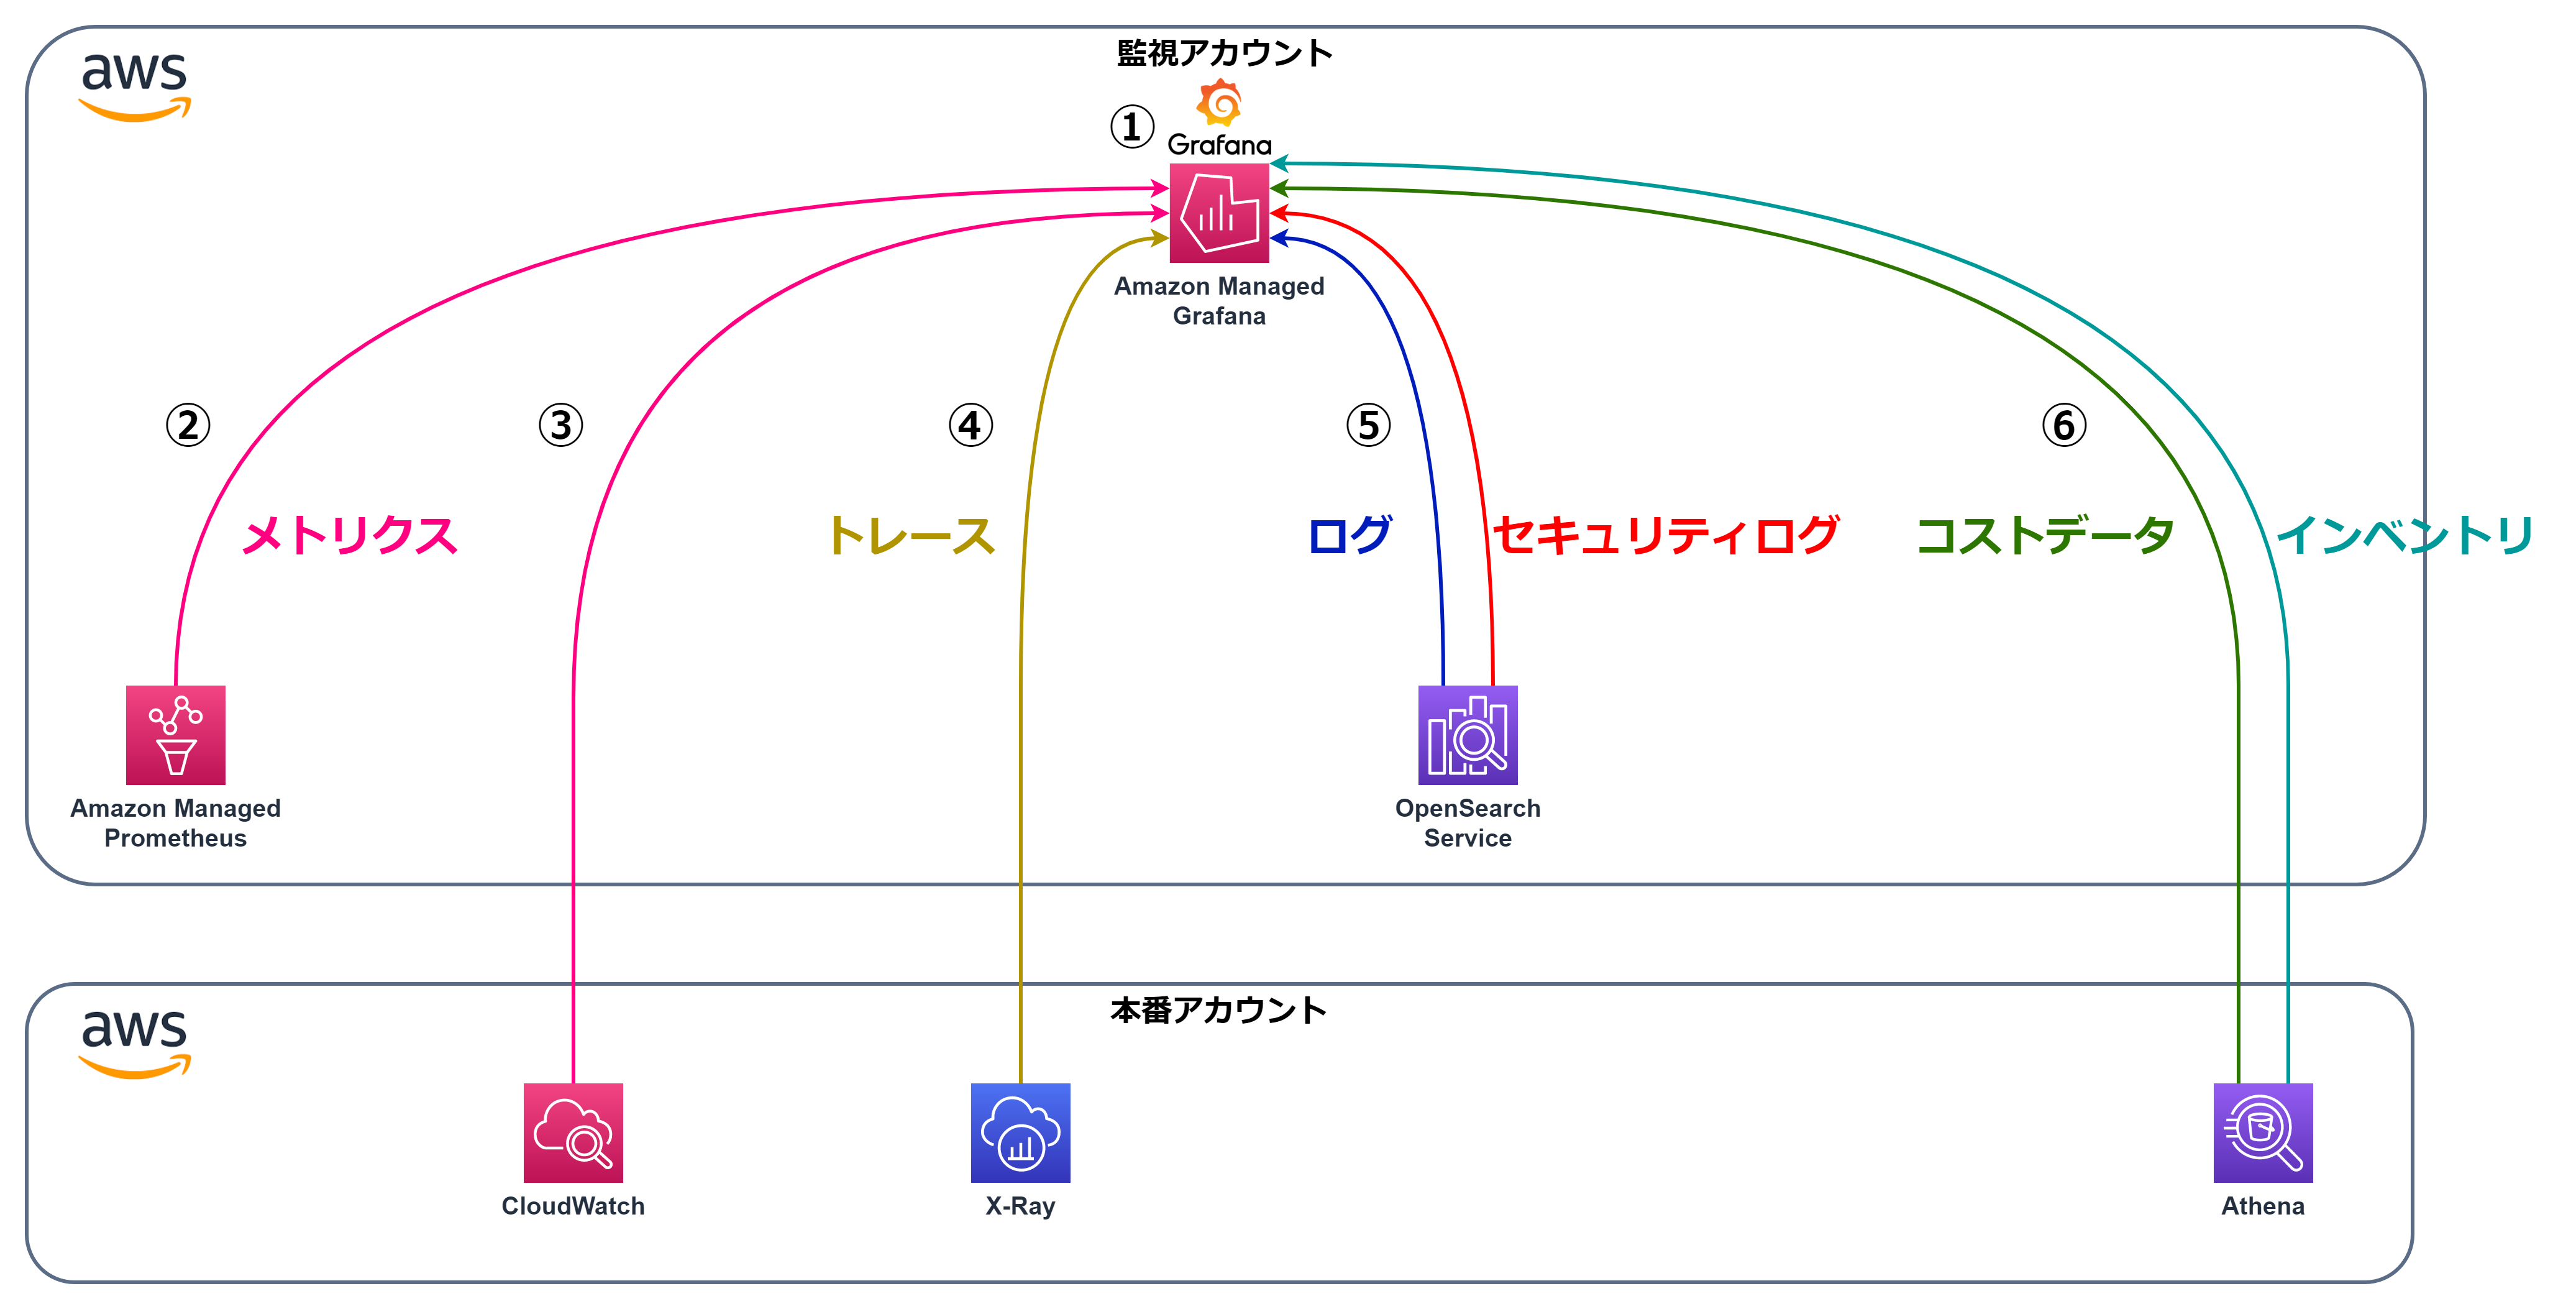 監視アカウント
aws
①
Grafana
Amazon Managed
Grafana
②
③
④
⑤
⑥
メトリクス
トレース
ログ
セキュリティログ
コストデータ
インベントリ
Amazon Managed
Prometheus
OpenSearch
Service
本番アカウント
aws
CloudWatch
X-Ray
Athena